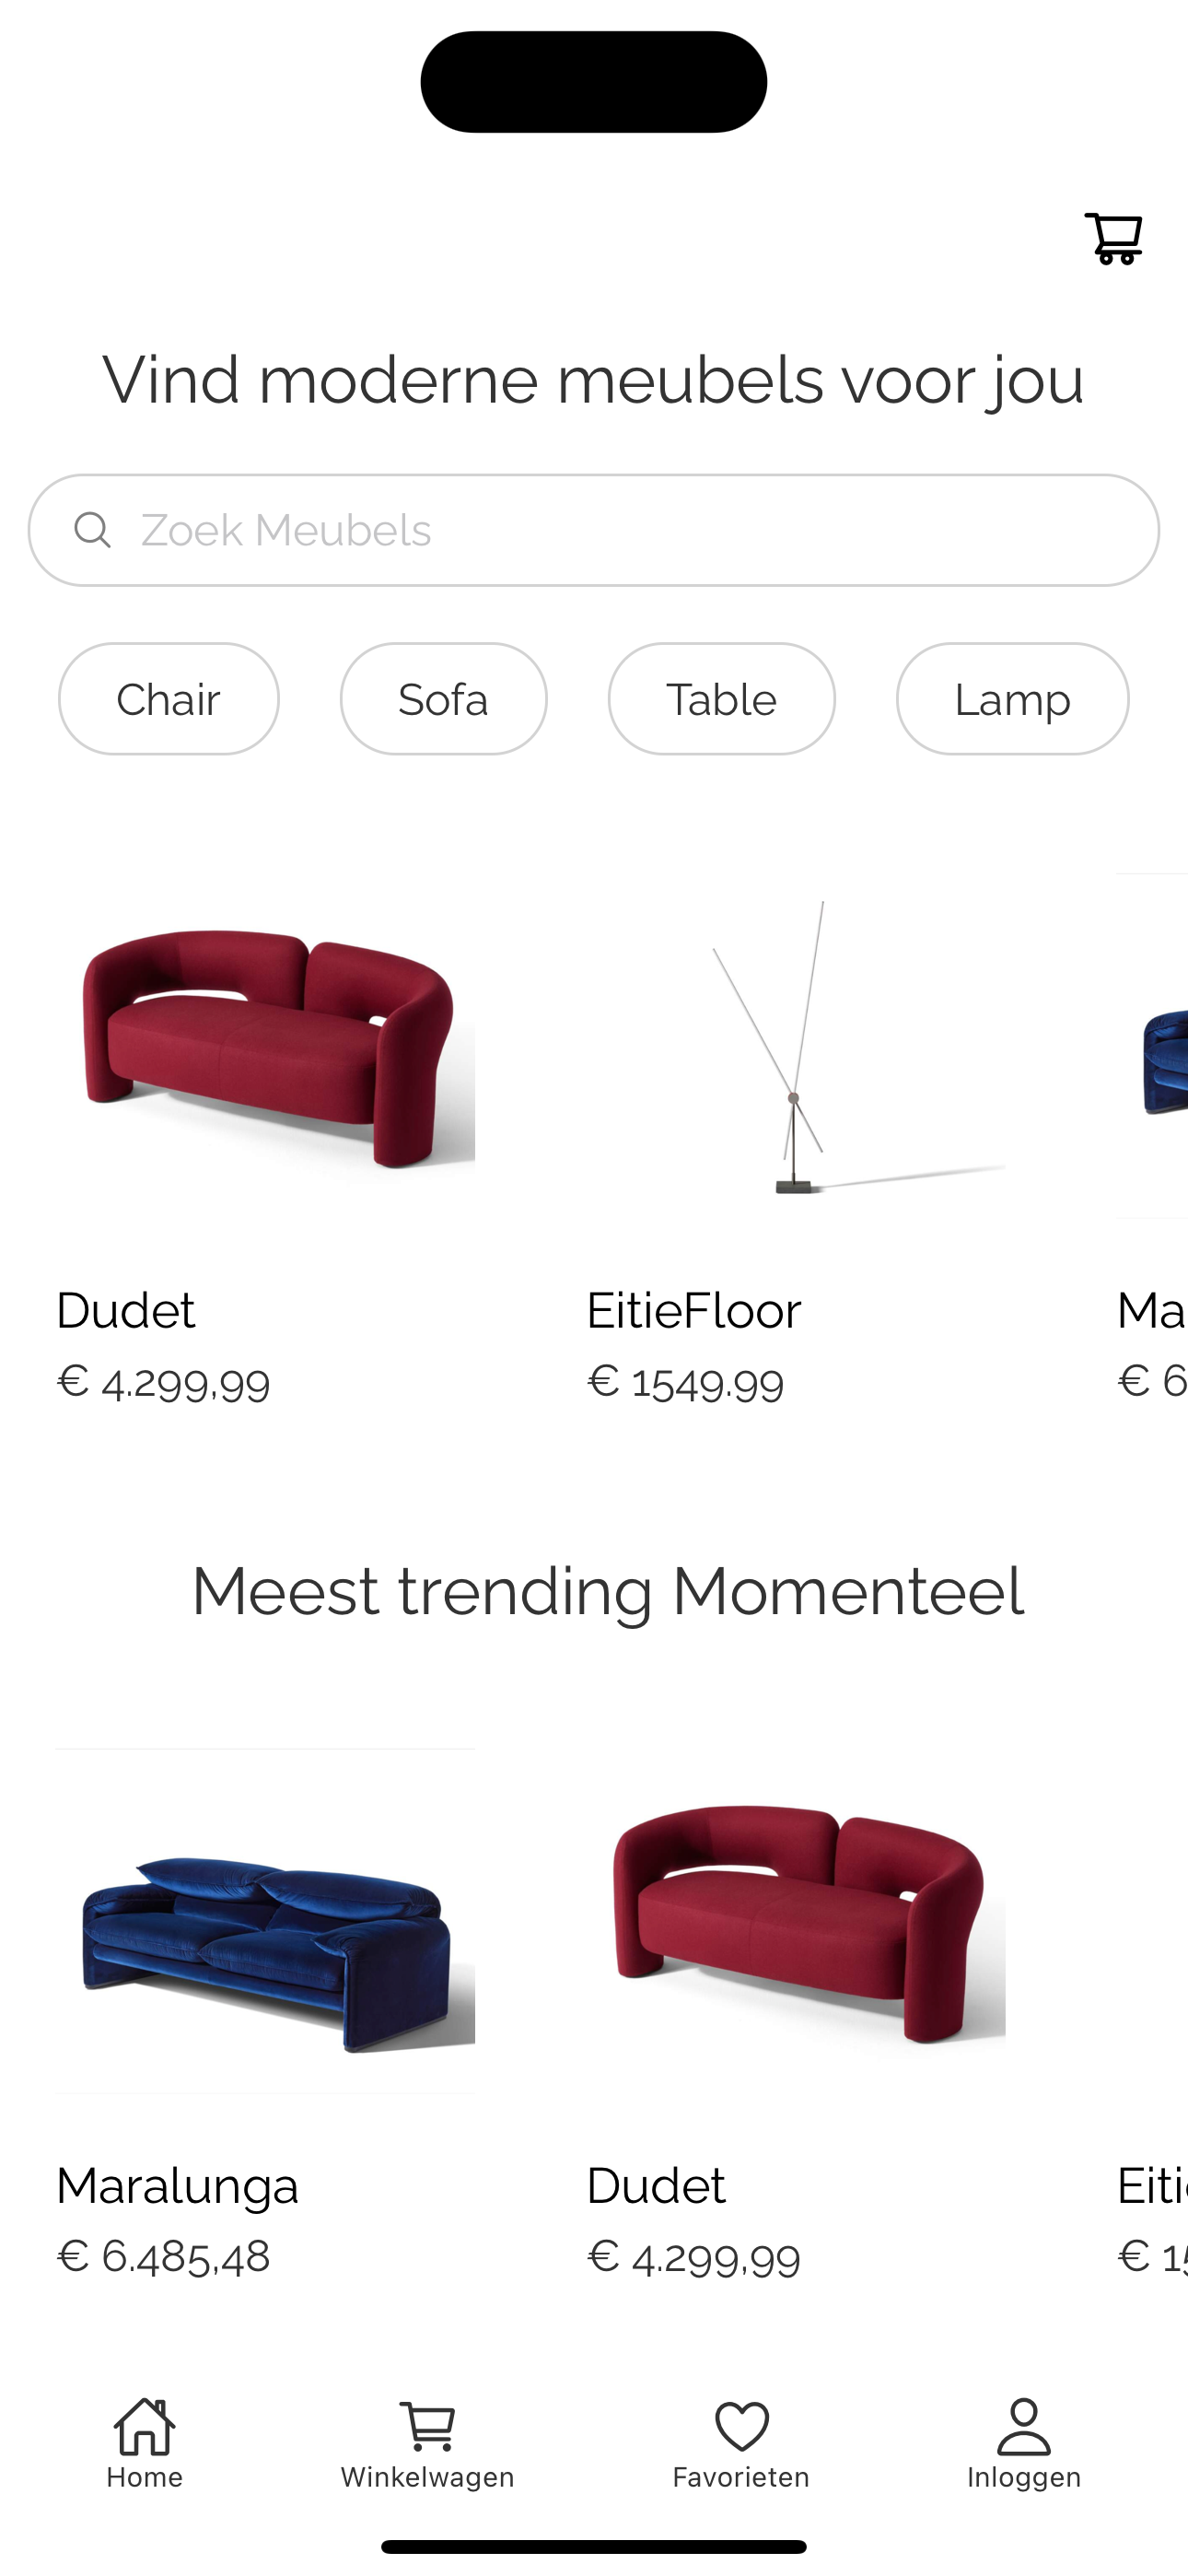 Vind moderne meubels voor jou
Zoek Meubels
Chair Sofa Table Lamp
Dudet EitieFloor Ma
€ 4.299,99 € 1549.99 € 6
Meest trending Momenteel
Maralunga Dudet Eiti
€ 6.485,48 € 4.299,99 € 15
Home Winkelwagen Favorieten Inloggen